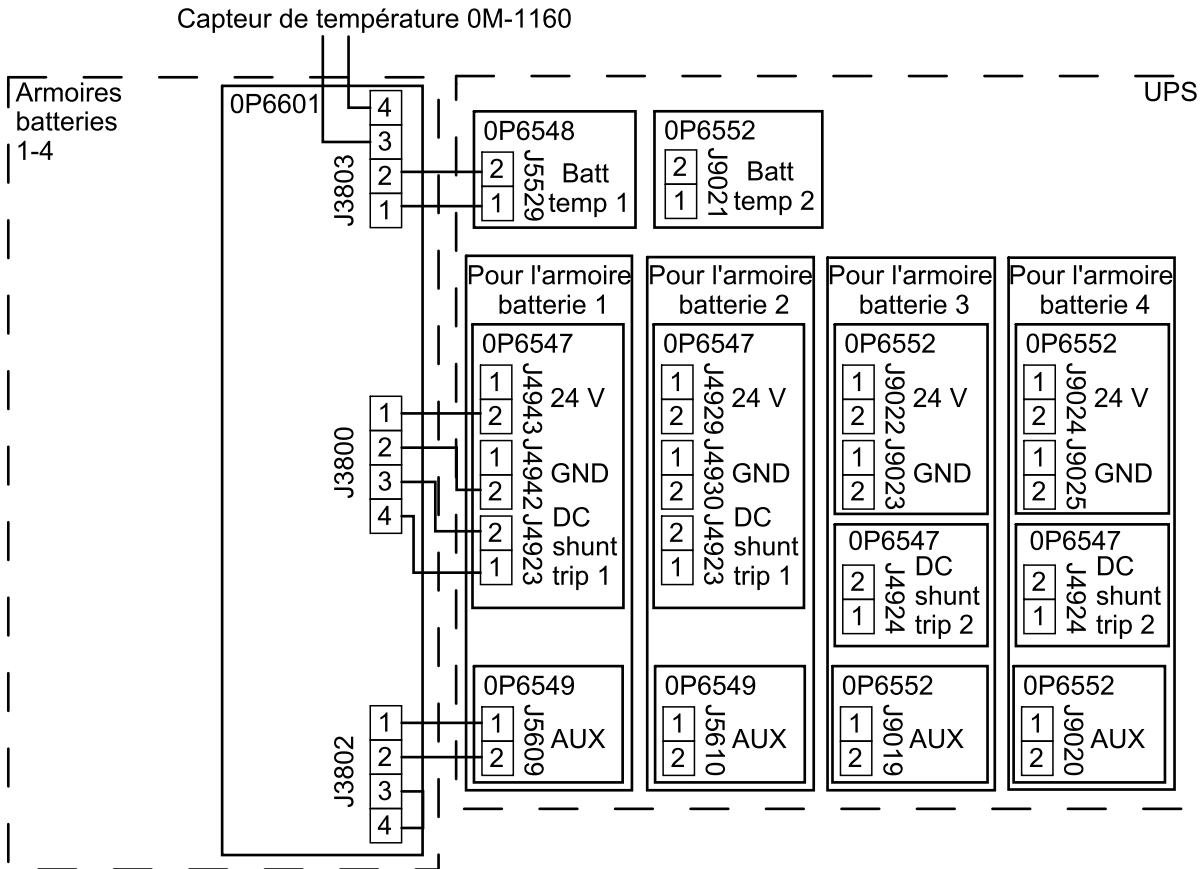 Capteur de température 0M-1160
Armoires
batteries
1-4
0P6601
UPS
J3803
4
3
2
1
0P6548
2
1
J5529
Batt
temp 1
0P6552
2
1
J9021
Batt
temp 2
J3800
1
2
3
4
Pour l'armoire
batterie 1
0P6547
1
2
J4943
24 V
1
2
J4942
GND
2
1
J4923
DC
shunt
trip 1
0P6549
1
2
J5609
AUX
Pour l'armoire
batterie 2
0P6547
1
2
J4929
24 V
1
2
J4930
GND
2
1
J4923
DC
shunt
trip 1
0P6549
1
2
J5610
AUX
Pour l'armoire
batterie 3
0P6552
1
2
J9022
24 V
1
2
J9023
GND
0P6547
2
1
J4924
DC
shunt
trip 2
0P6552
1
2
J9019
AUX
Pour l'armoire
batterie 4
0P6552
1
2
J9024
24 V
1
2
J9025
GND
0P6547
2
1
J4924
DC
shunt
trip 2
0P6552
1
2
J9020
AUX
J3802
1
2
3
4